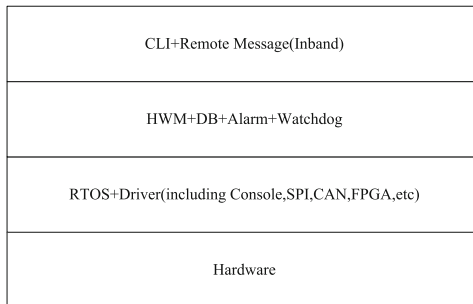 CLI+Remote Message(Inband)
HWM+DB+Alarm+Watchdog
RTOS+Driver(including Console,SPI,CAN,FPGA,etc)
Hardware